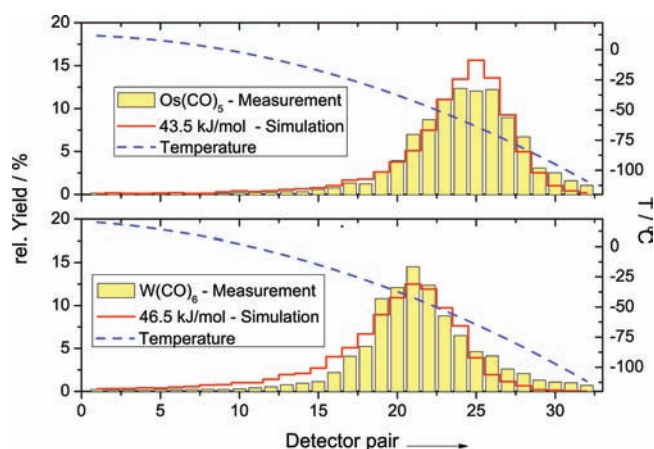 20
15
10
5
0
0
-25
-50
-75
-100
Os(CO)5 - Measurement
43.5 kJ/mol - Simulation
Temperature
rel. Yield / %
T / °C
20
15
10
5
0
0
-25
-50
-75
-100
W(CO)6 - Measurement
46.5 kJ/mol - Simulation
Temperature
0 5 10 15 20 25 30
Detector pair